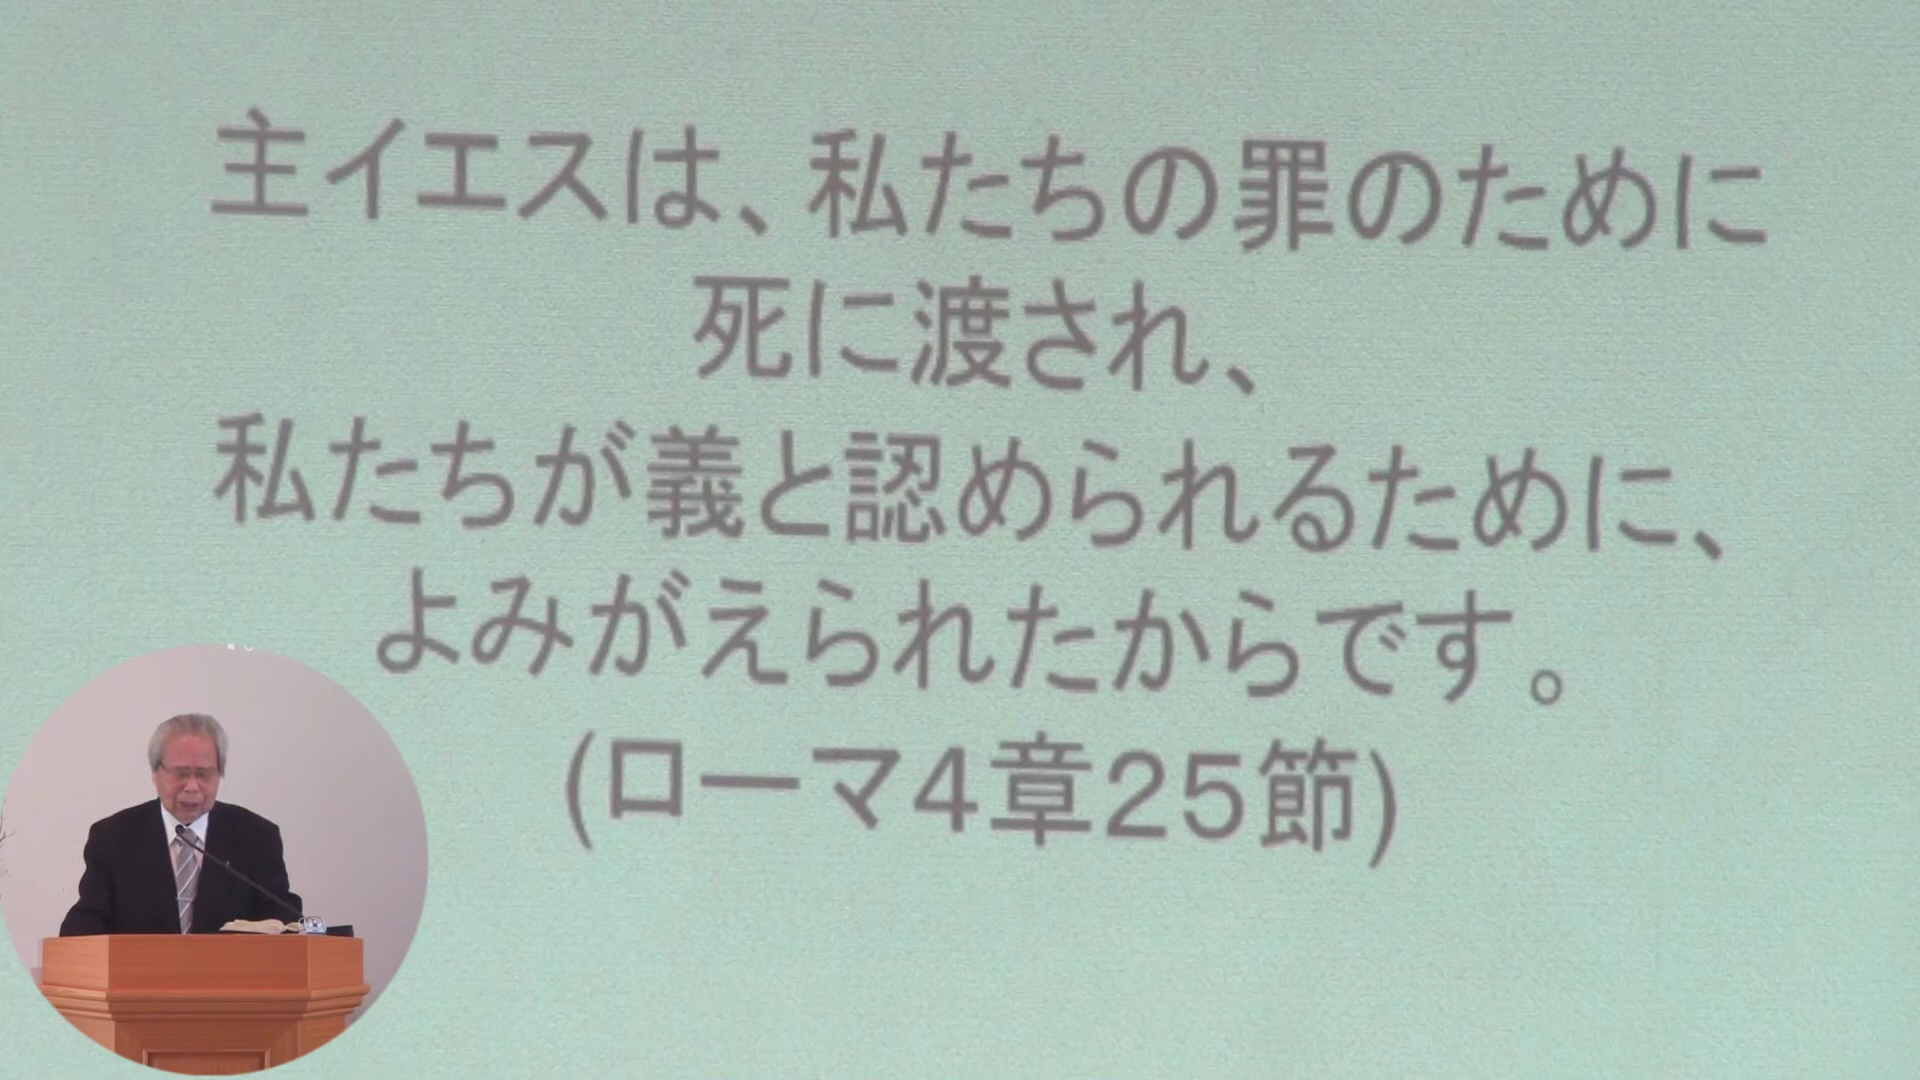 主イエスは、私たちの罪のために
死に渡され、
私たちが義と認められるために、
よみがえられたからです。
(ローマ4章25節)